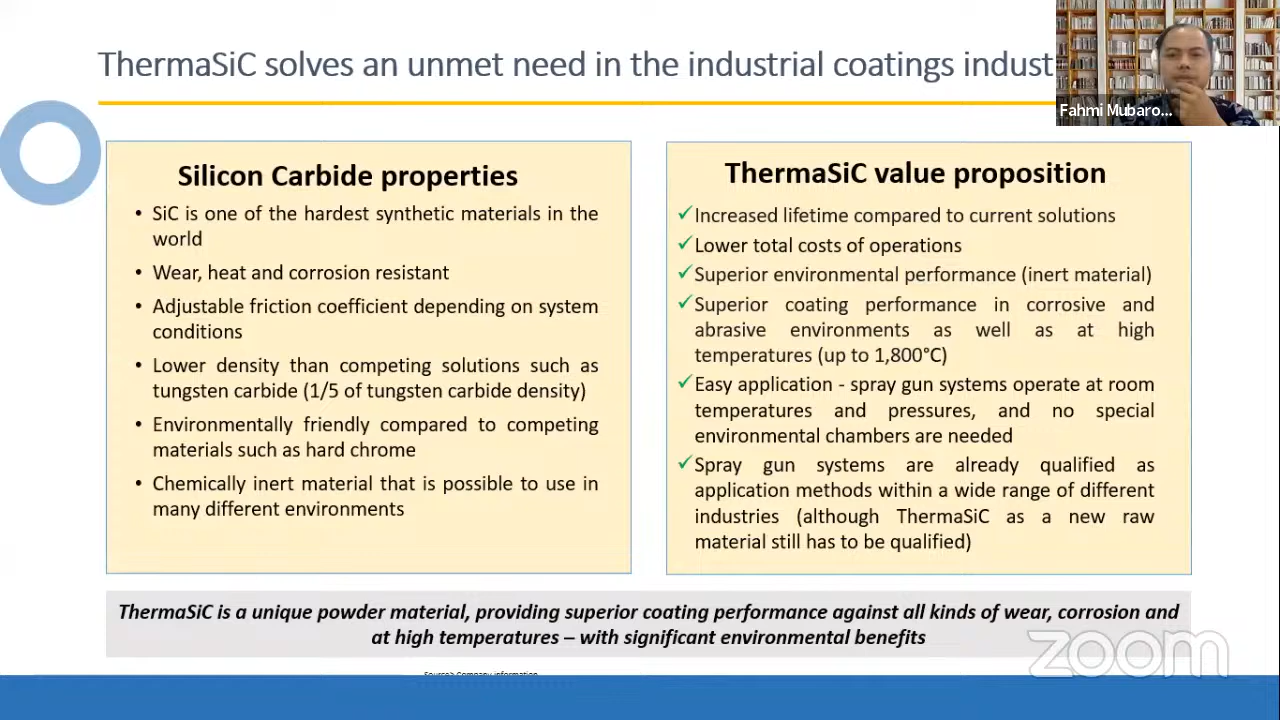 ThermaSiC solves an unmet need in the industrial coatings indust
Fahmi Mubaro...
Silicon Carbide properties
• SiC is one of the hardest synthetic materials in the
world
• Wear, heat and corrosion resistant
• Adjustable friction coefficient depending on system
conditions
• Lower density than competing solutions such as
tungsten carbide (1/5 of tungsten carbide density)
• Environmentally friendly compared to competing
materials such as hard chrome
• Chemically inert material that is possible to use in
many different environments
ThermaSiC value proposition
✓Increased lifetime compared to current solutions
✓Lower total costs of operations
✓Superior environmental performance (inert material)
✓Superior coating performance in corrosive and
abrasive environments as well as at high
temperatures (up to 1,800°C)
✓Easy application - spray gun systems operate at room
temperatures and pressures, and no special
environmental chambers are needed
✓Spray gun systems are already qualified as
application methods within a wide range of different
industries (although ThermaSiC as a new raw
material still has to be qualified)
ThermaSiC is a unique powder material, providing superior coating performance against all kinds of wear, corrosion and
at high temperatures – with significant environmental benefits
zoom
Company information